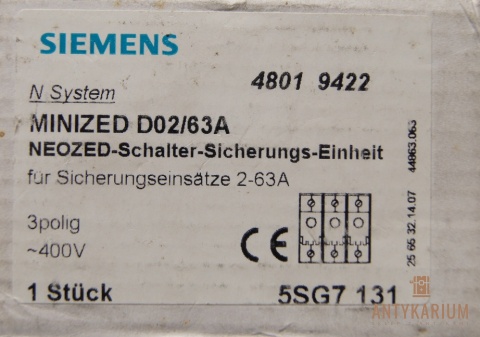 SIEMENS
4801 9422
N System
MINIZED D02/63A
NEOZED-Schalter-Sicherungs-Einheit
für Sicherungseinsätze 2-63A
3polig
~400V
CE
1 Stück
5SG7 131
25 65 32.14.07 44863.063
ANTYKARIUM